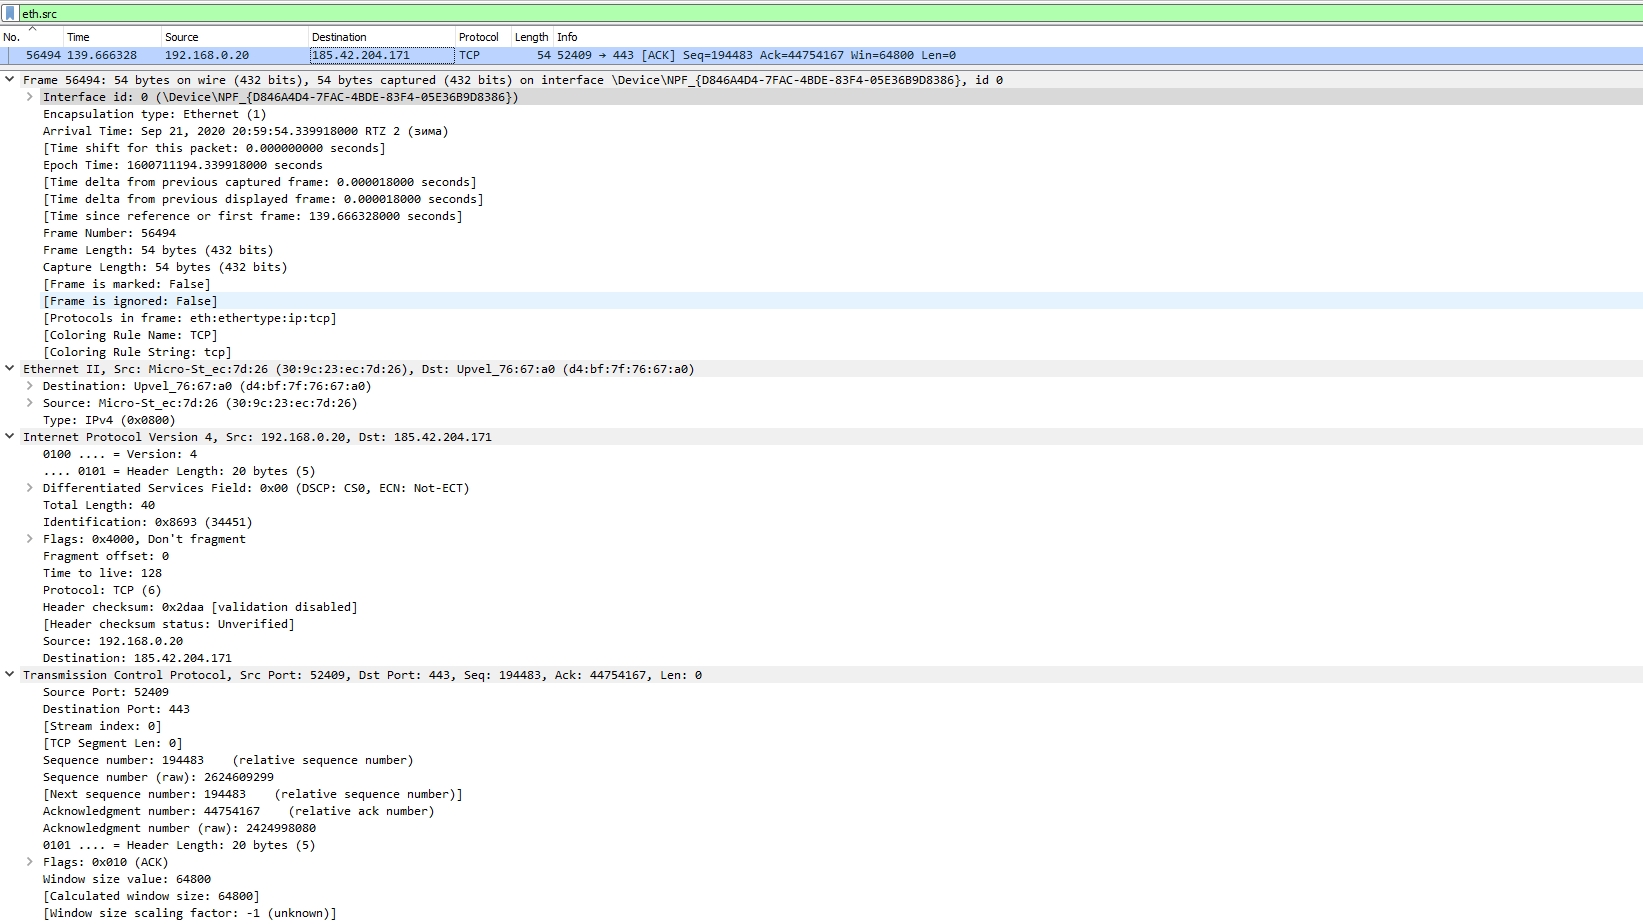 eth.src
No. Time Source Destination Protocol Length Info
56494 139.666328 192.168.0.20 185.42.204.171 TCP 54 52409 → 443 [ACK] Seq=194483 Ack=44754167 Win=64800 Len=0
Frame 56494: 54 bytes on wire (432 bits), 54 bytes captured (432 bits) on interface \Device\NPF_{D846A4D4-7FAC-4BDE-83F4-05E36B9D8386}, id 0
Interface id: 0 (\Device\NPF_{D846A4D4-7FAC-4BDE-83F4-05E36B9D8386})
Encapsulation type: Ethernet (1)
Arrival Time: Sep 21, 2020 20:59:54.339918000 RTZ 2 (зима)
[Time shift for this packet: 0.000000000 seconds]
Epoch Time: 1600711194.339918000 seconds
[Time delta from previous captured frame: 0.000018000 seconds]
[Time delta from previous displayed frame: 0.000018000 seconds]
[Time since reference or first frame: 139.666328000 seconds]
Frame Number: 56494
Frame Length: 54 bytes (432 bits)
Capture Length: 54 bytes (432 bits)
[Frame is marked: False]
[Frame is ignored: False]
[Protocols in frame: eth:ethertype:ip:tcp]
[Coloring Rule Name: TCP]
[Coloring Rule String: tcp]
Ethernet II, Src: Micro-St_ec:7d:26 (30:9c:23:ec:7d:26), Dst: Upvel_76:67:a0 (d4:bf:7f:76:67:a0)
Destination: Upvel_76:67:a0 (d4:bf:7f:76:67:a0)
Source: Micro-St_ec:7d:26 (30:9c:23:ec:7d:26)
Type: IPv4 (0x0800)
Internet Protocol Version 4, Src: 192.168.0.20, Dst: 185.42.204.171
0100 .... = Version: 4
.... 0101 = Header Length: 20 bytes (5)
Differentiated Services Field: 0x00 (DSCP: CS0, ECN: Not-ECT)
Total Length: 40
Identification: 0x8693 (34451)
Flags: 0x4000, Don't fragment
Fragment offset: 0
Time to live: 128
Protocol: TCP (6)
Header checksum: 0x2daa [validation disabled]
[Header checksum status: Unverified]
Source: 192.168.0.20
Destination: 185.42.204.171
Transmission Control Protocol, Src Port: 52409, Dst Port: 443, Seq: 194483, Ack: 44754167, Len: 0
Source Port: 52409
Destination Port: 443
[Stream index: 0]
[TCP Segment Len: 0]
Sequence number: 194483 (relative sequence number)
Sequence number (raw): 2624609299
[Next sequence number: 194483 (relative sequence number)]
Acknowledgment number: 44754167 (relative ack number)
Acknowledgment number (raw): 2424998080
0101 .... = Header Length: 20 bytes (5)
Flags: 0x010 (ACK)
Window size value: 64800
[Calculated window size: 64800]
[Window size scaling factor: -1 (unknown)]